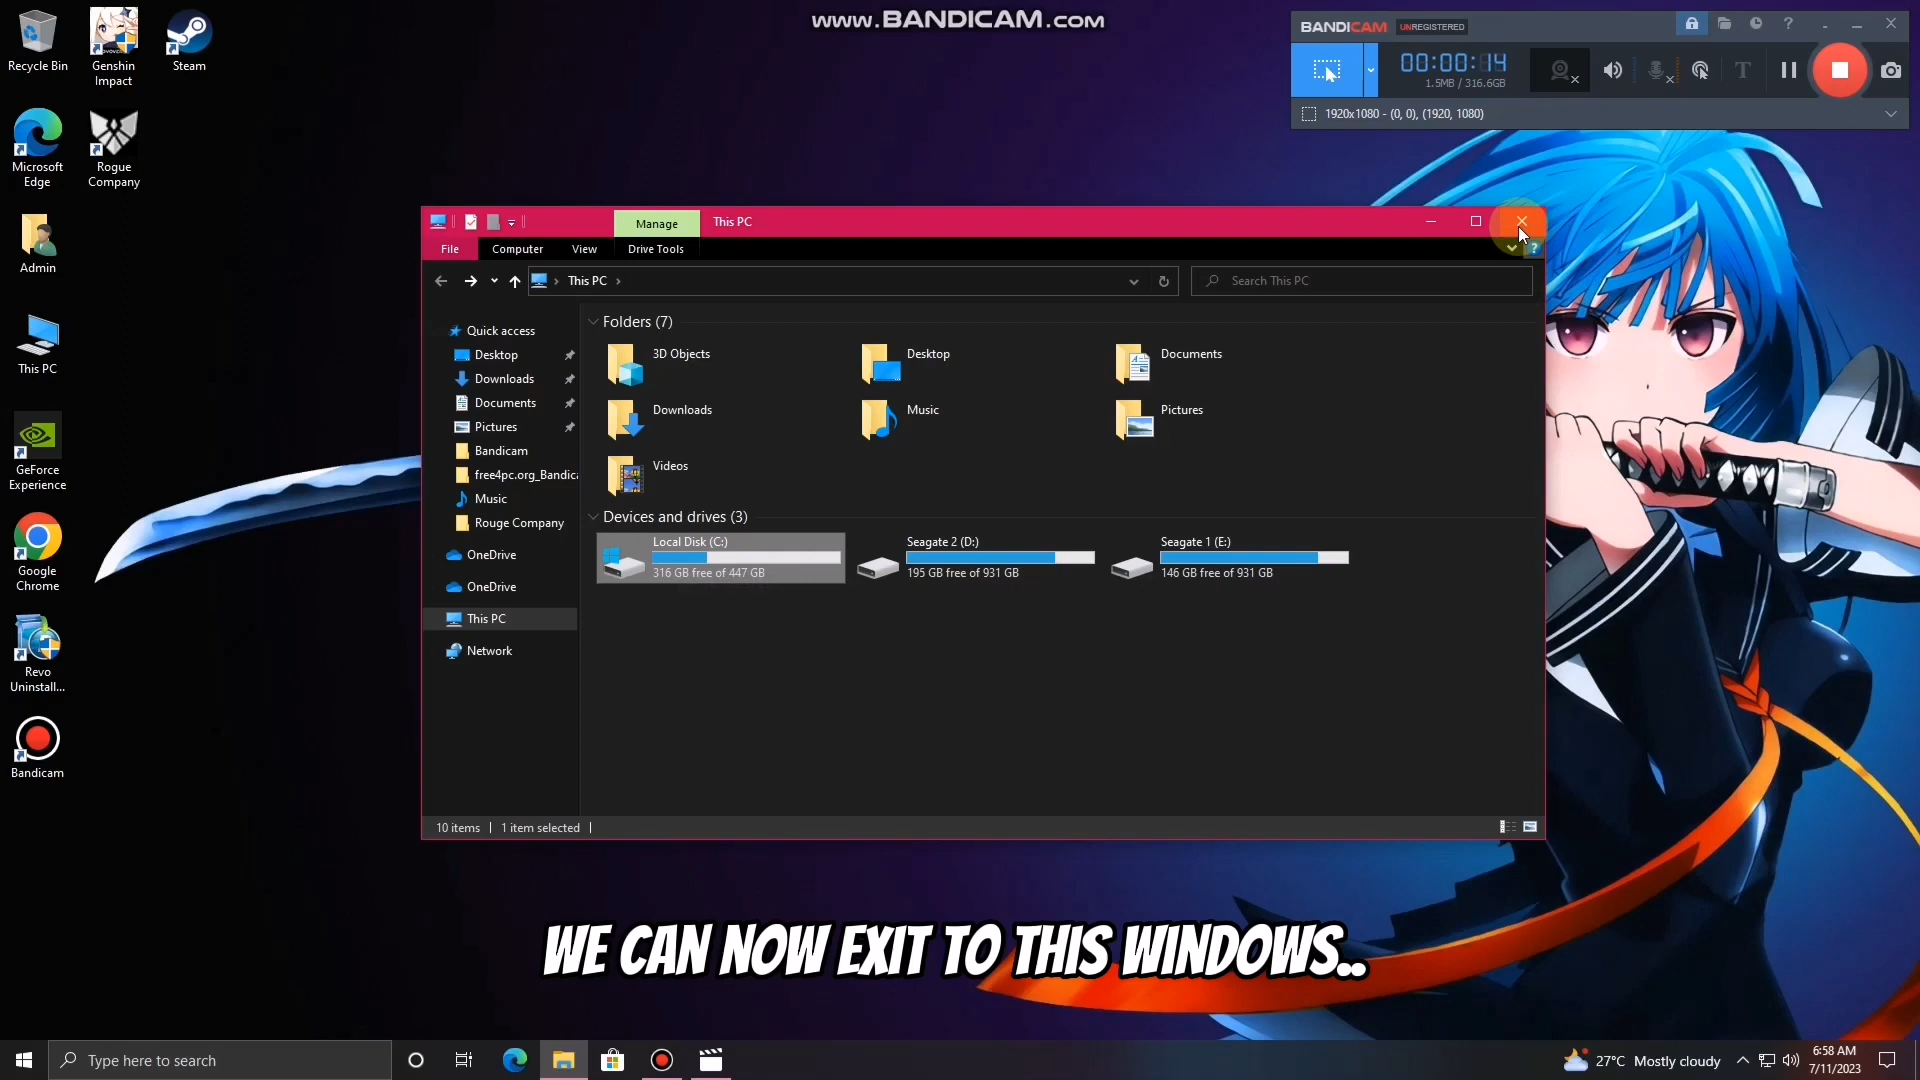 www.BANDICAM.com
BANDICAM UNREGISTERED
00:00:14
1.5MB / 316.6GB
1920x1080 - (0, 0), (1920, 1080)
Recycle Bin
Genshin Impact
Steam
Microsoft Edge
Rogue Company
Admin
This PC
GeForce Experience
Google Chrome
Revo Uninstall...
Bandicam
Manage
This PC
File
Computer
View
Drive Tools
This PC
Search This PC
Quick access
Desktop
Downloads
Documents
Pictures
Bandicam
free4pc.org_Bandica
Music
Rouge Company
OneDrive
OneDrive
This PC
Network
Folders (7)
3D Objects
Desktop
Documents
Downloads
Music
Pictures
Videos
Devices and drives (3)
Local Disk (C:)
316 GB free of 447 GB
Seagate 2 (D:)
195 GB free of 931 GB
Seagate 1 (E:)
146 GB free of 931 GB
10 items
1 item selected
WE CAN NOW EXIT TO THIS WINDOWS..
Type here to search
27°C Mostly cloudy
6:58 AM
7/11/2023